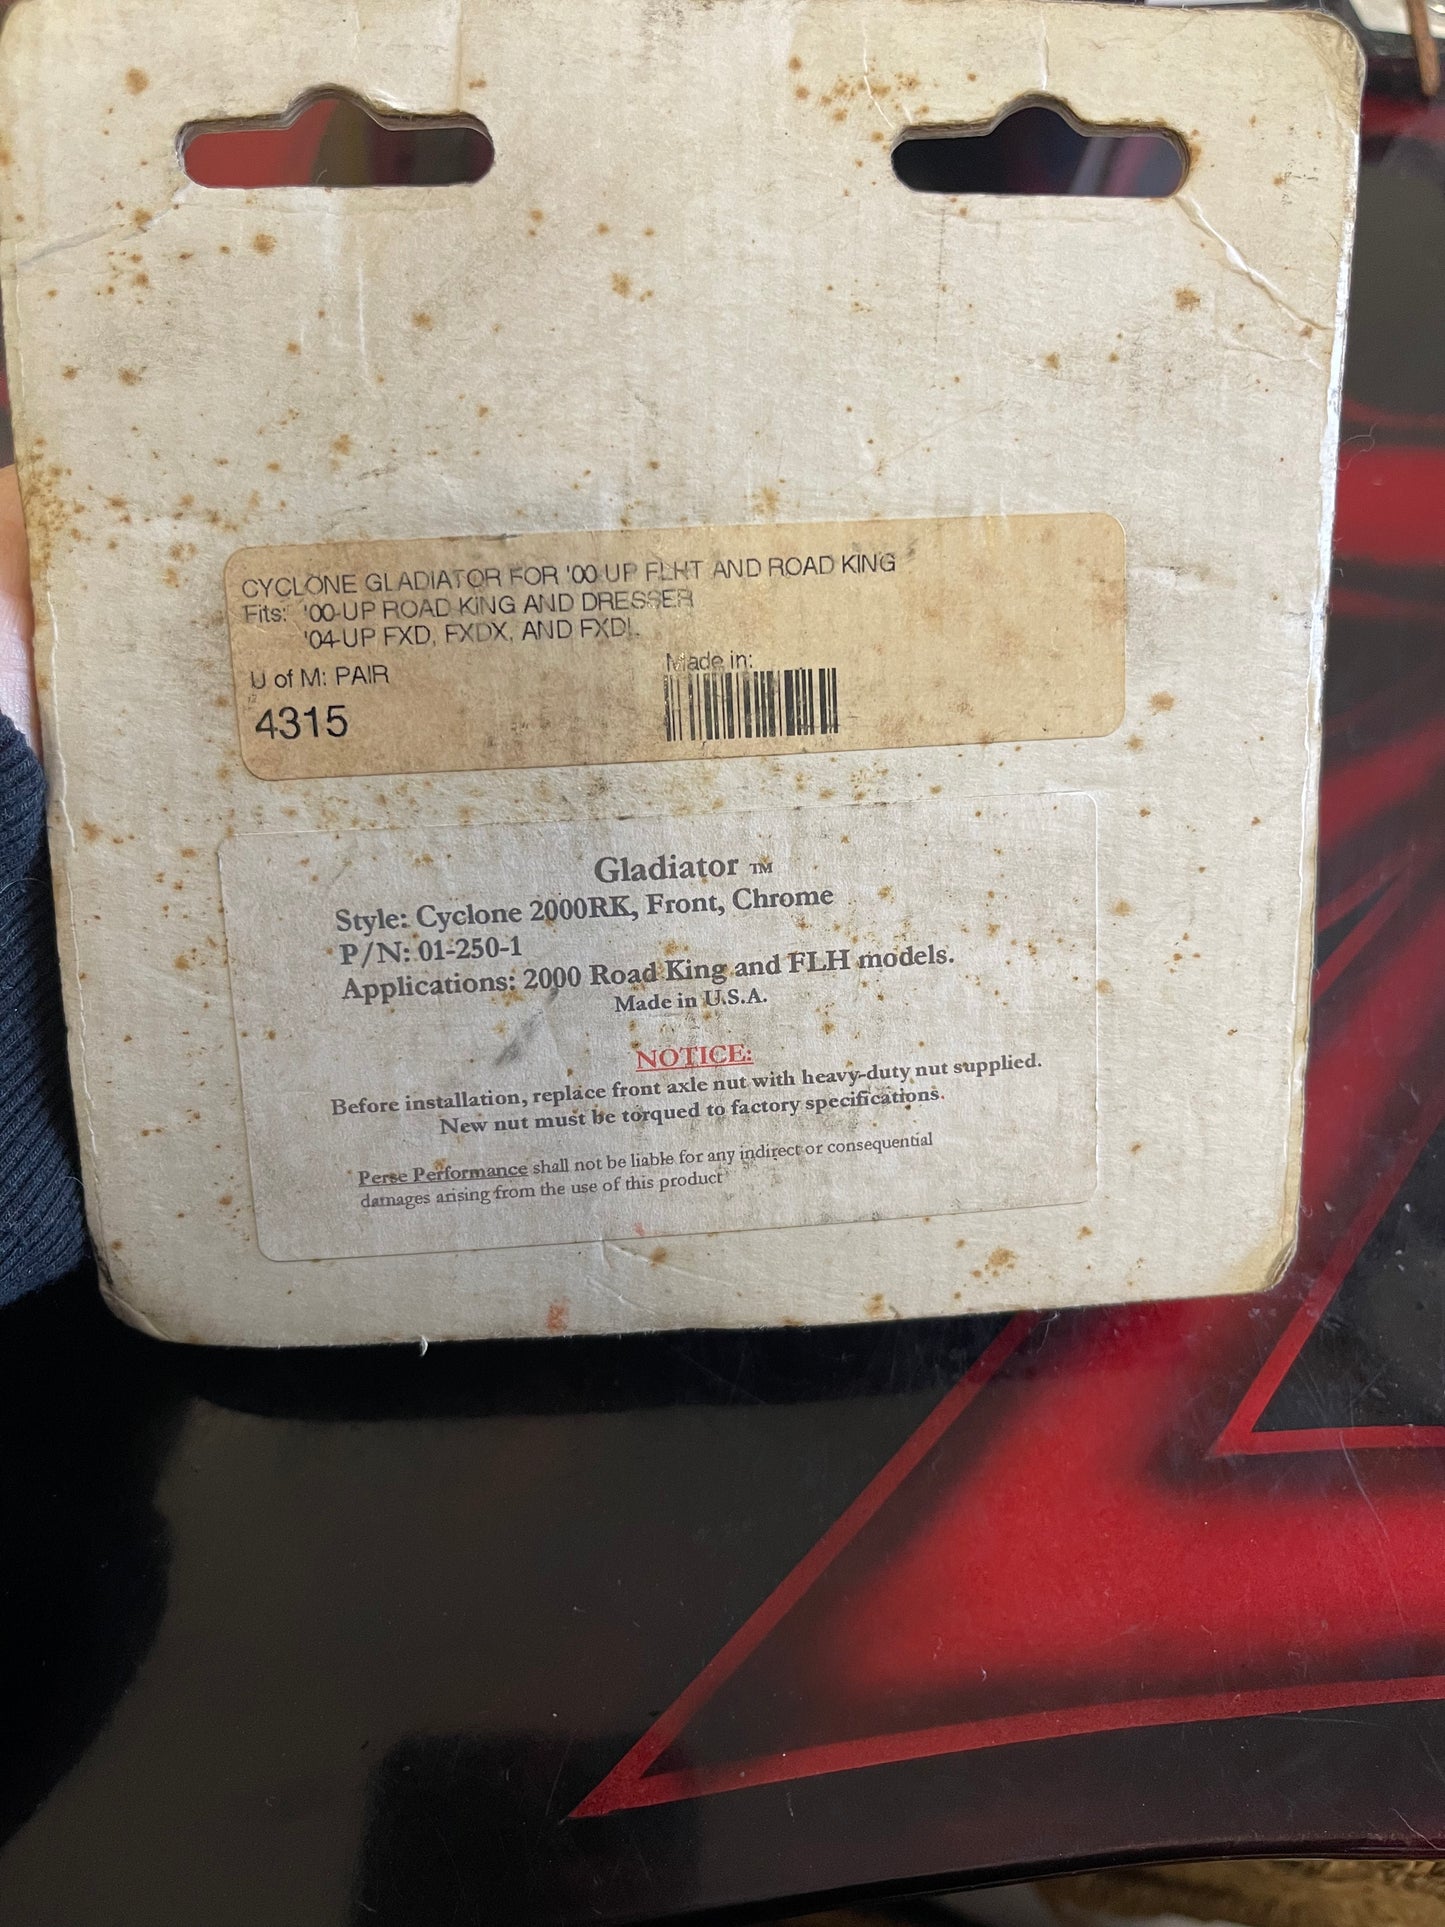 CYCLONE GLADIATOR FOR '00-UP FLHT AND ROAD KING
Fits: '00-UP ROAD KING AND DRESSER
'04-UP FXD, FXDX, AND FXDL
U of M: PAIR
Made in:
4315
Gladiator TM
Style: Cyclone 2000RK, Front, Chrome
P/N: 01-250-1
Applications: 2000 Road King and FLH models.
Made in U.S.A.
NOTICE:
Before installation, replace front axle nut with heavy-duty nut supplied.
New nut must be torqued to factory specifications.
Perse Performance shall not be liable for any indirect or consequential
damages arising from the use of this product